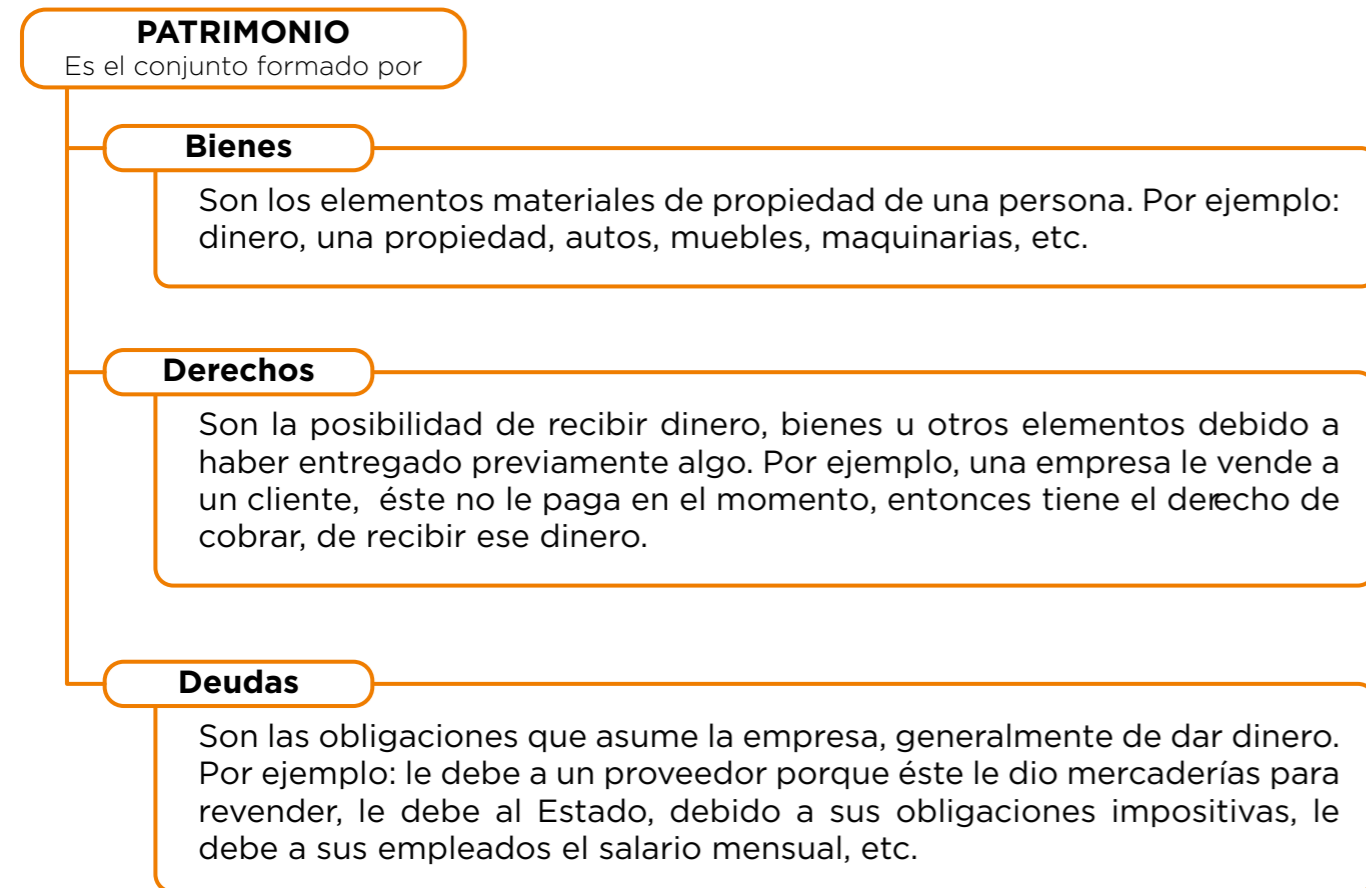 PATRIMONIO
Es el conjunto formado por
Bienes
Son los elementos materiales de propiedad de una persona. Por ejemplo:
dinero, una propiedad, autos, muebles, maquinarias, etc.
Derechos
Son la posibilidad de recibir dinero, bienes u otros elementos debido a
haber entregado previamente algo. Por ejemplo, una empresa le vende a
un cliente, éste no le paga en el momento, entonces tiene el derecho de
cobrar, de recibir ese dinero.
Deudas
Son las obligaciones que asume la empresa, generalmente de dar dinero.
Por ejemplo: le debe a un proveedor porque éste le dio mercaderías para
revender, le debe al Estado, debido a sus obligaciones impositivas, le
debe a sus empleados el salario mensual, etc.